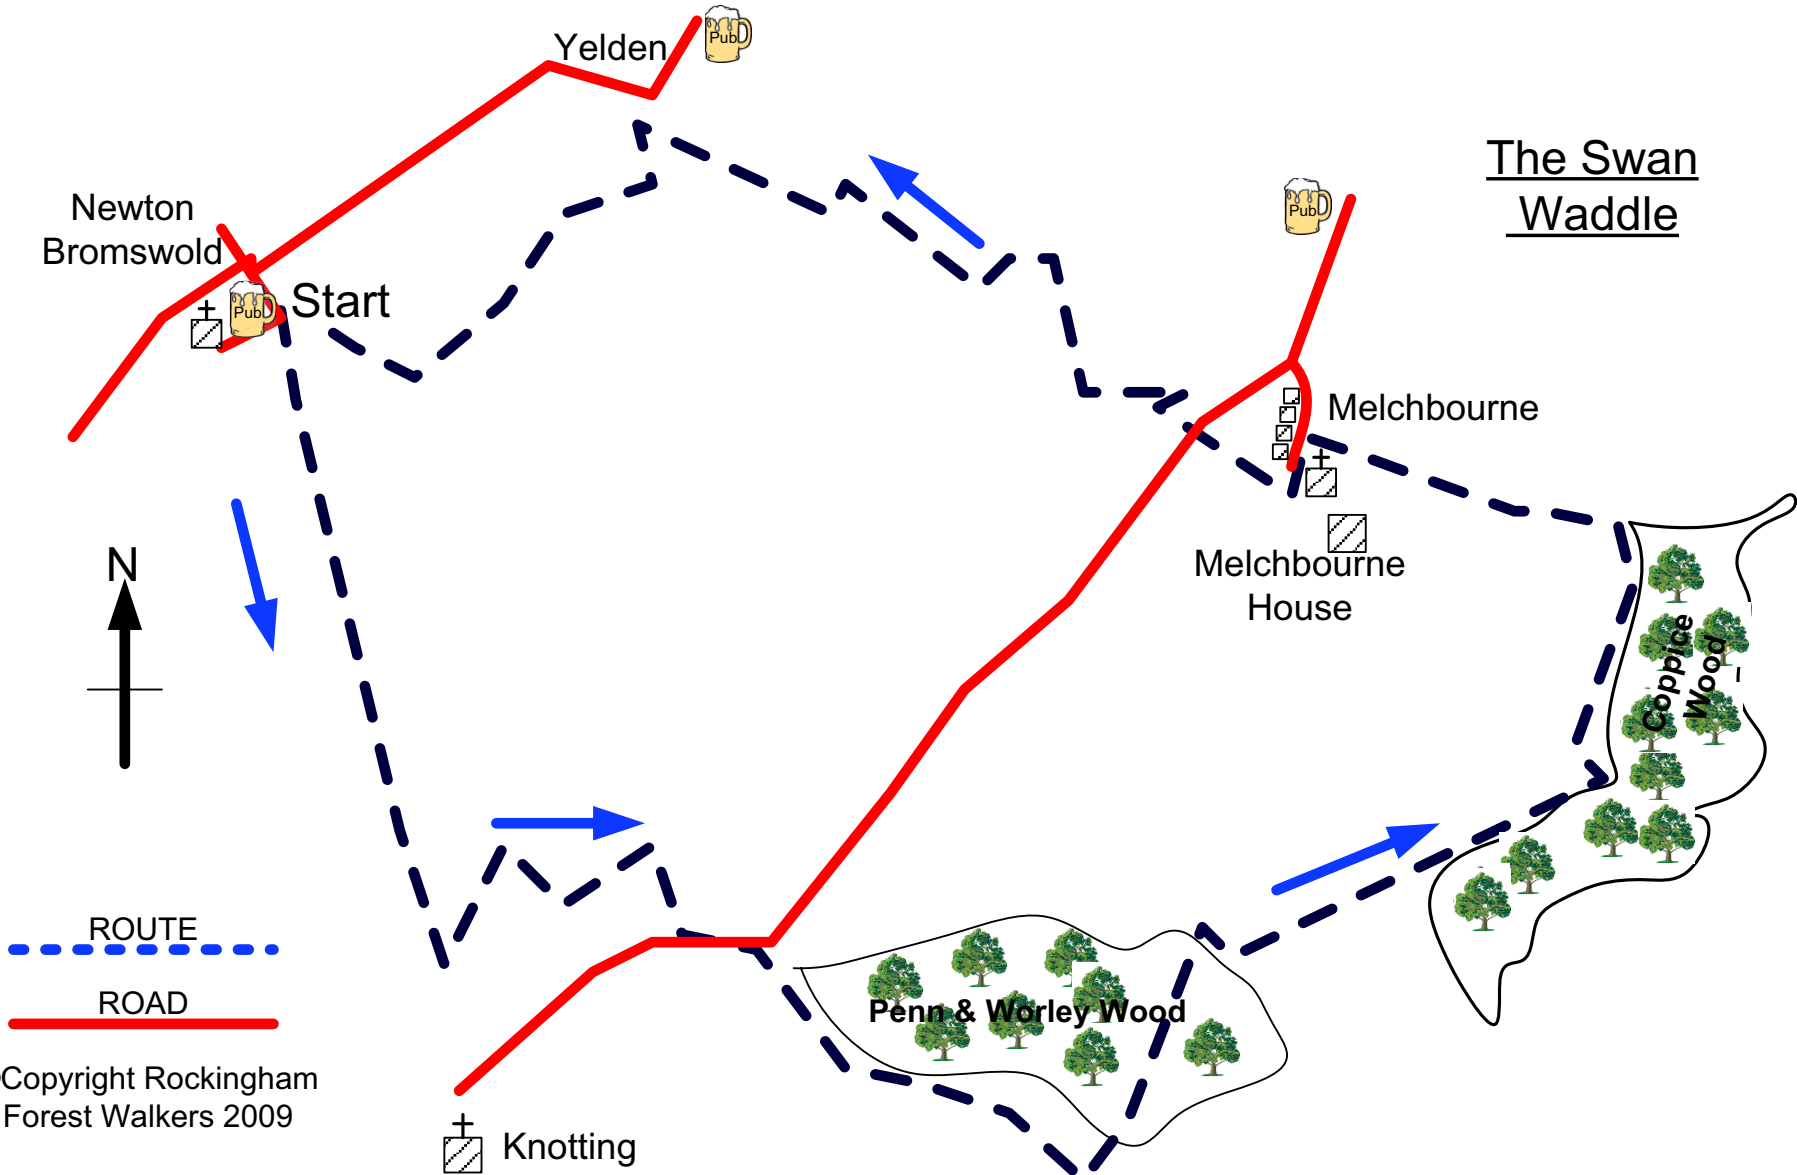 Yelden
Pub
The Swan
Waddle
Newton
Bromswold
Pub
Pub
Start
Melchbourne
N
Melchbourne
House
Coppice
Wood
ROUTE
ROAD
Penn & Worley Wood
Copyright Rockingham
Forest Walkers 2009
Knotting